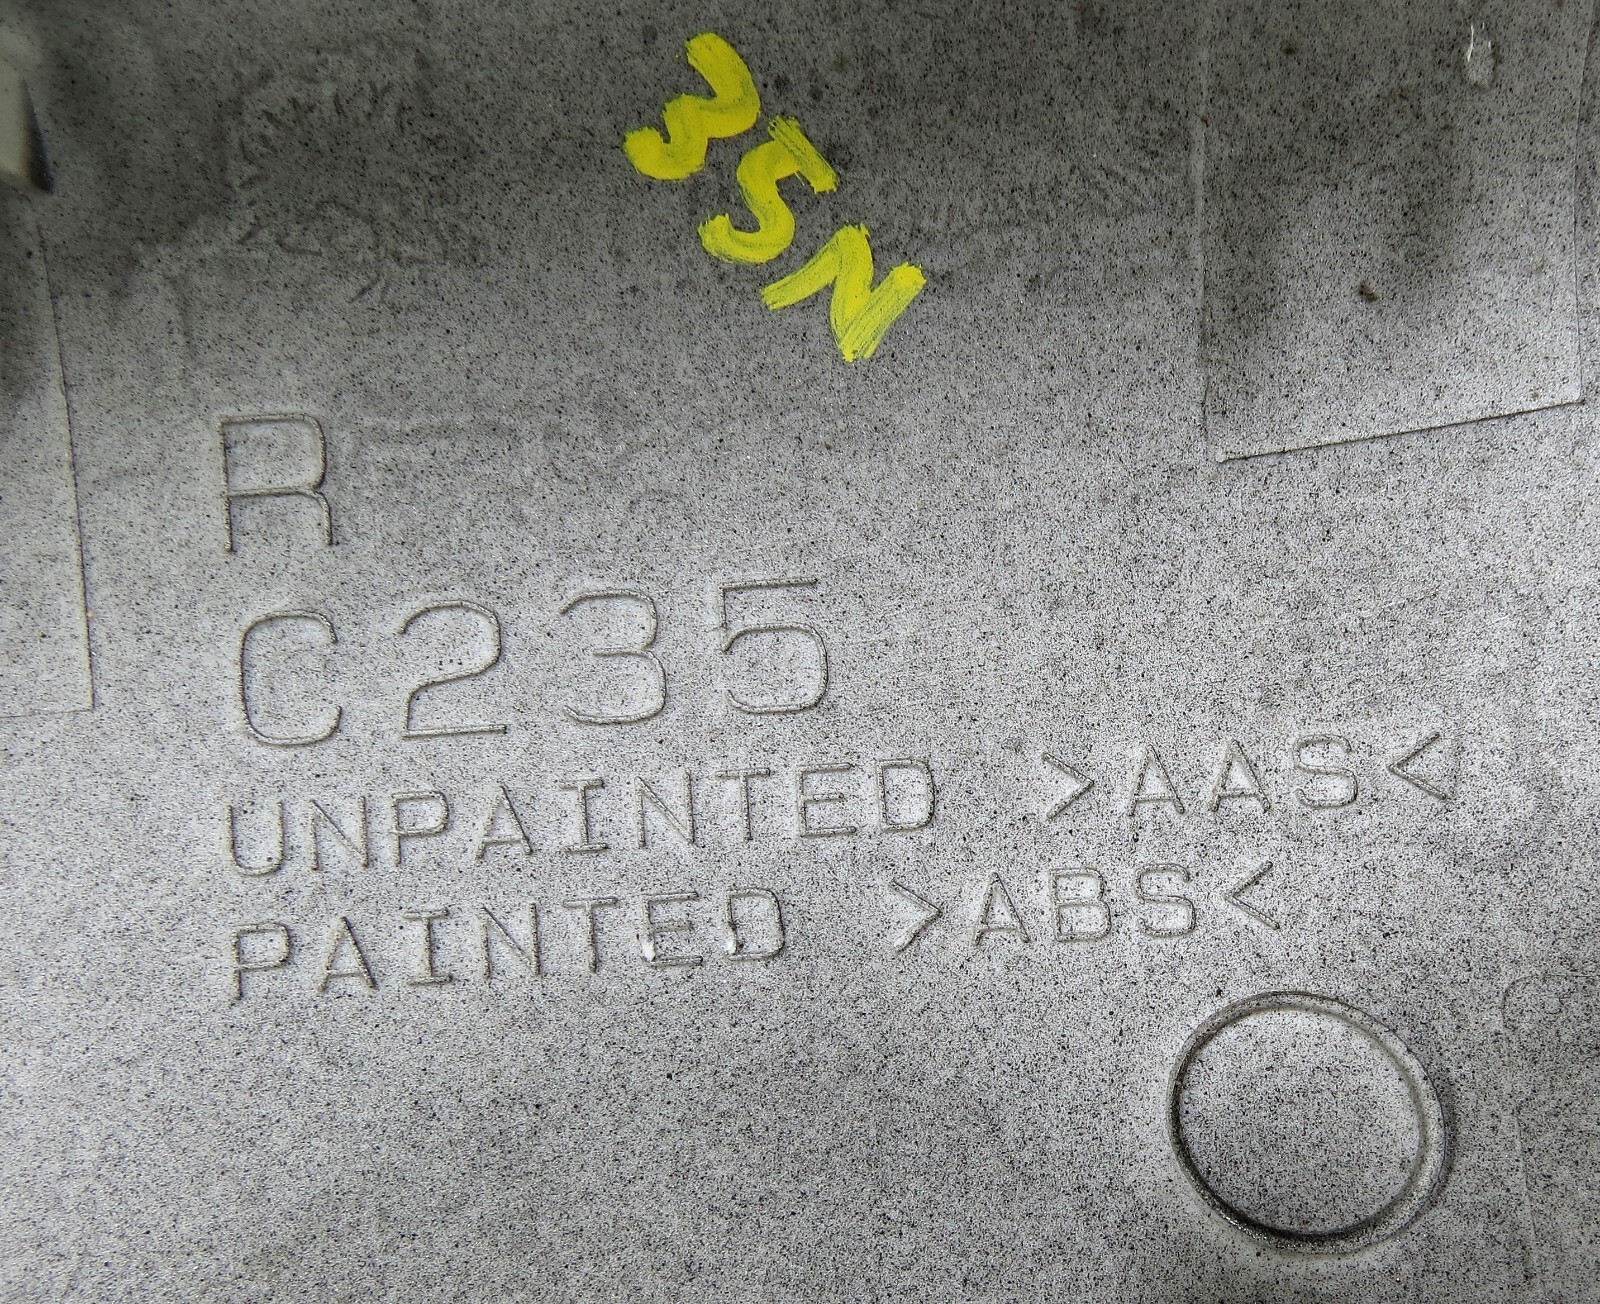 35N
R
C235
UNPAINTED >AAS<
PAINTED >ABS<